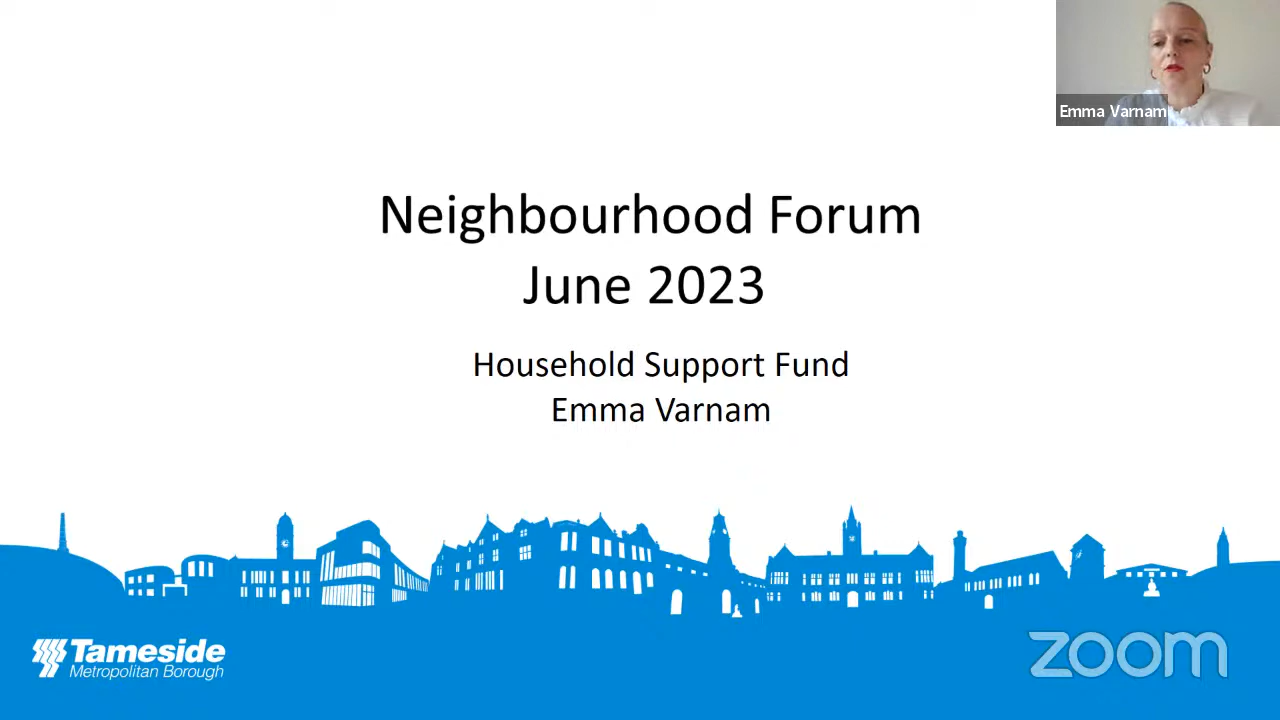 Emma Varnam
Neighbourhood Forum
June 2023
Household Support Fund
Emma Varnam
Tameside
Metropolitan Borough
zoom